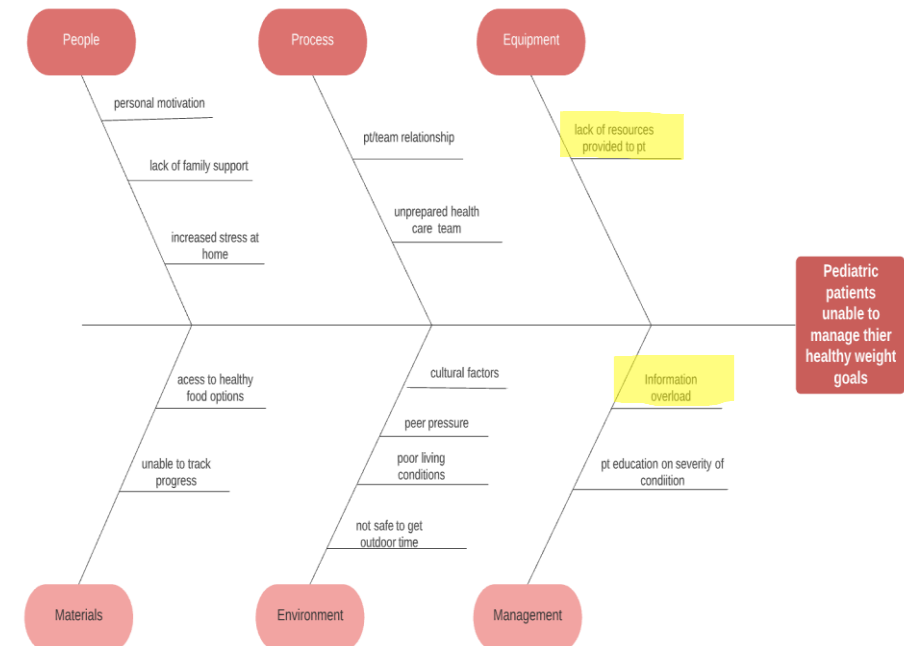 People
Process
Equipment
personal motivation
lack of family support
increased stress at
home
pt/team relationship
unprepared health
care team
lack of resources
provided to pt
Pediatric
patients
unable to
manage thier
healthy weight
goals
acess to healthy
food options
unable to track
progress
cultural factors
peer pressure
poor living
conditions
not safe to get
outdoor time
Information
overload
pt education on severity of
condiition
Materials
Environment
Management